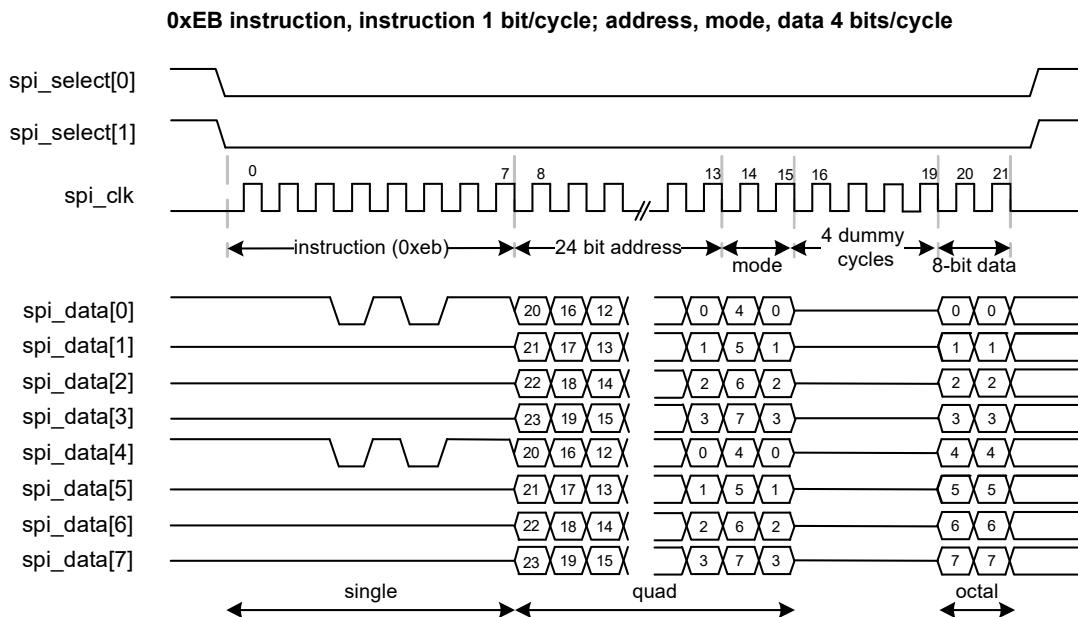 0xEB instruction, instruction 1 bit/cycle; address, mode, data 4 bits/cycle
spi_select[0]
spi_select[1]
0 7 8 13 14 15 16 19 20 21
spi_clk
instruction (0xeb) 24 bit address mode 4 dummy cycles 8-bit data
spi_data[0] 20 16 12 0 4 0 0 0
spi_data[1] 21 17 13 1 5 1 1 1
spi_data[2] 22 18 14 2 6 2 2 2
spi_data[3] 23 19 15 3 7 3 3 3
spi_data[4] 20 16 12 0 4 0 4 4
spi_data[5] 21 17 13 1 5 1 5 5
spi_data[6] 22 18 14 2 6 2 6 6
spi_data[7] 23 19 15 3 7 3 7 7
single quad octal